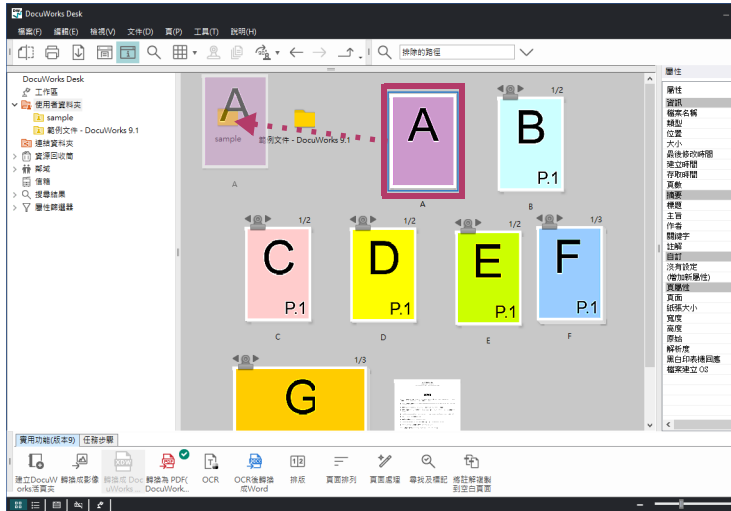 DocuWorks Desk
檔案(F) 編輯(E) 檢視(V) 文件(D) 頁(P) 工具(T) 說明(H)
排除的路徑
DocuWorks Desk
工作區
使用者資料夾
sample
範例文件 - DocuWorks 9.1
連接資料夾
資源回收筒
鄰域
信箱
搜尋結果
屬性篩選器
A
sample
範例文件 - DocuWorks 9.1
A
A
A
1/2
B
P.1
B
1/2
C
P.1
C
1/2
D
P.1
D
1/2
E
P.1
E
1/3
F
P.1
F
1/3
G
屬性
屬性
資訊
檔案名稱
類型
位置
大小
最後修改時間
建立時間
存取時間
頁數
摘要
標題
主旨
作者
關鍵字
註解
自訂
沒有設定
(增加新屬性)
頁屬性
頁面
紙張大小
寬度
高度
原始
解析度
黑白印表機回應
檔案建立 OS
實用功能(版本9) 任務步驟
建立DocuW
orks活頁夾
轉換成影像
轉換成 Doc
uWorks ...
轉換為 PDF(
DocuWork...
OCR
OCR後轉換
成Word
排版
頁面排列
頁面處理
尋找及標記
將註解複製
到空白頁面